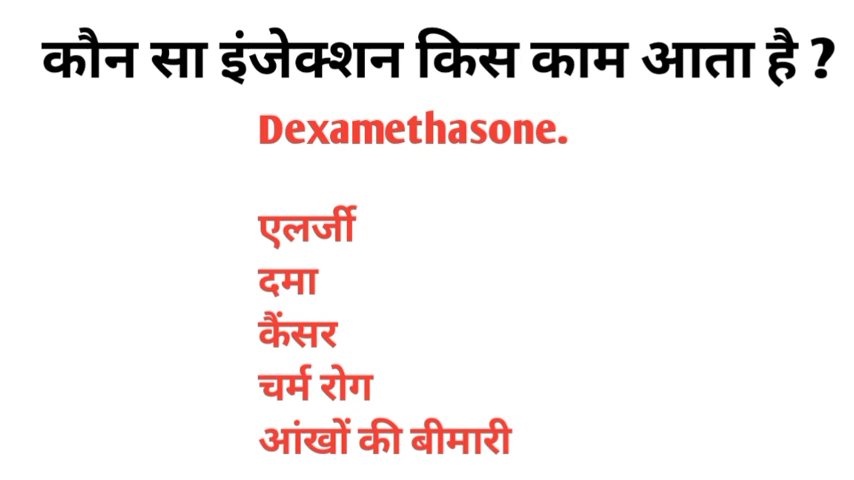 कौन सा इंजेक्शन किस काम आता है ?
Dexamethasone.
एलर्जी
दमा
कैंसर
चर्म रोग
आंखों की बीमारी